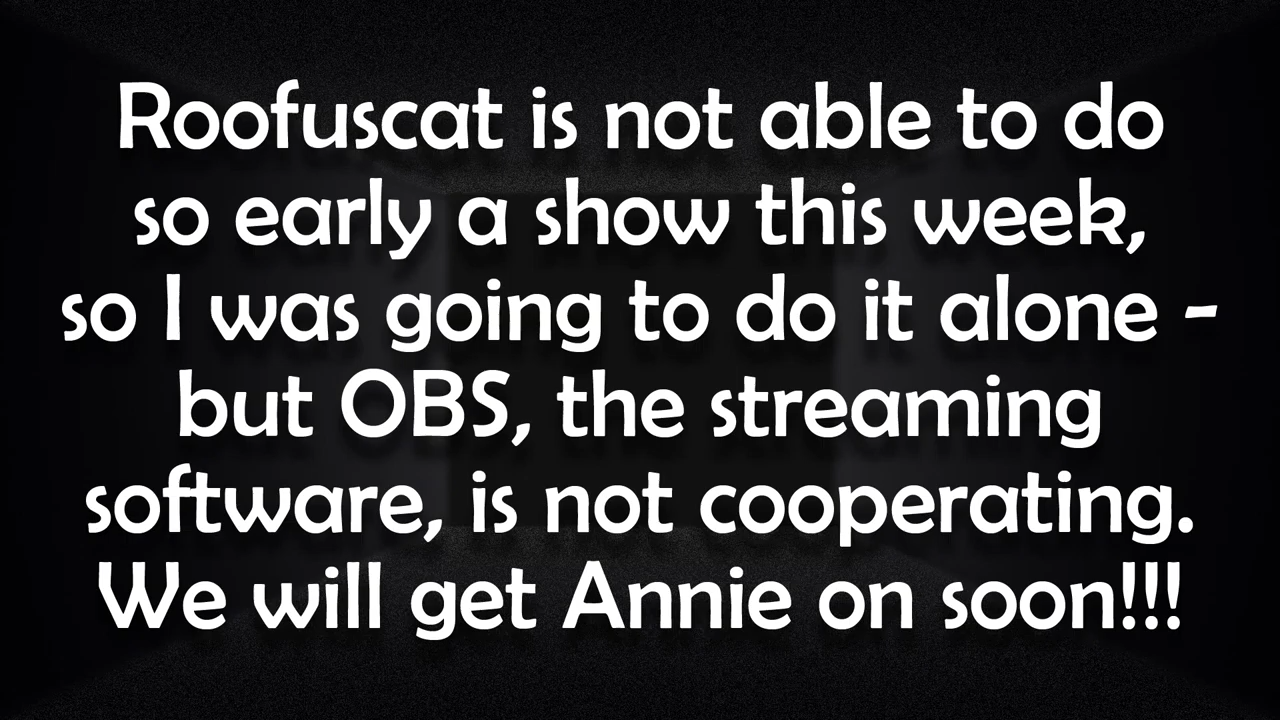 Roofuscat is not able to do
so early a show this week,
so I was going to do it alone -
but OBS, the streaming
software, is not cooperating.
We will get Annie on soon!!!